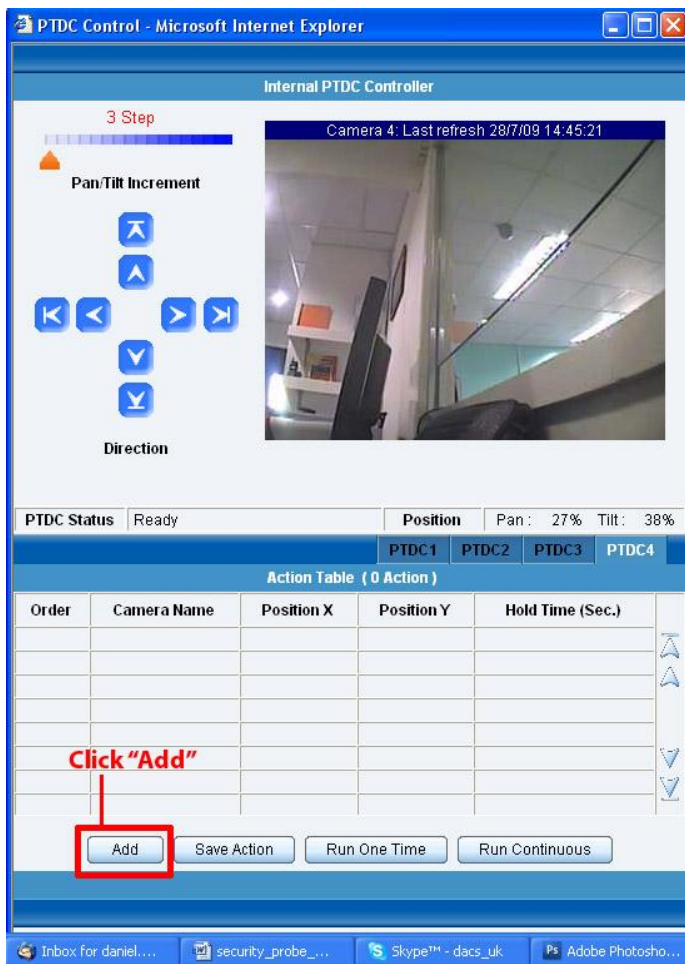 PTDC Control - Microsoft Internet Explorer
Internal PTDC Controller
3 Step
Pan/Tilt Increment
Direction
Camera 4: Last refresh 28/7/09 14:45:21
PTDC Status Ready Position Pan : 27% Tilt : 38%
PTDC1 PTDC2 PTDC3 PTDC4
Action Table ( 0 Action )
Order Camera Name Position X Position Y Hold Time (Sec.)
Click "Add"
Add Save Action Run One Time Run Continuous
Inbox for daniel.... security_probe_... Skype™ - dacs_uk Ps Adobe Photosho...